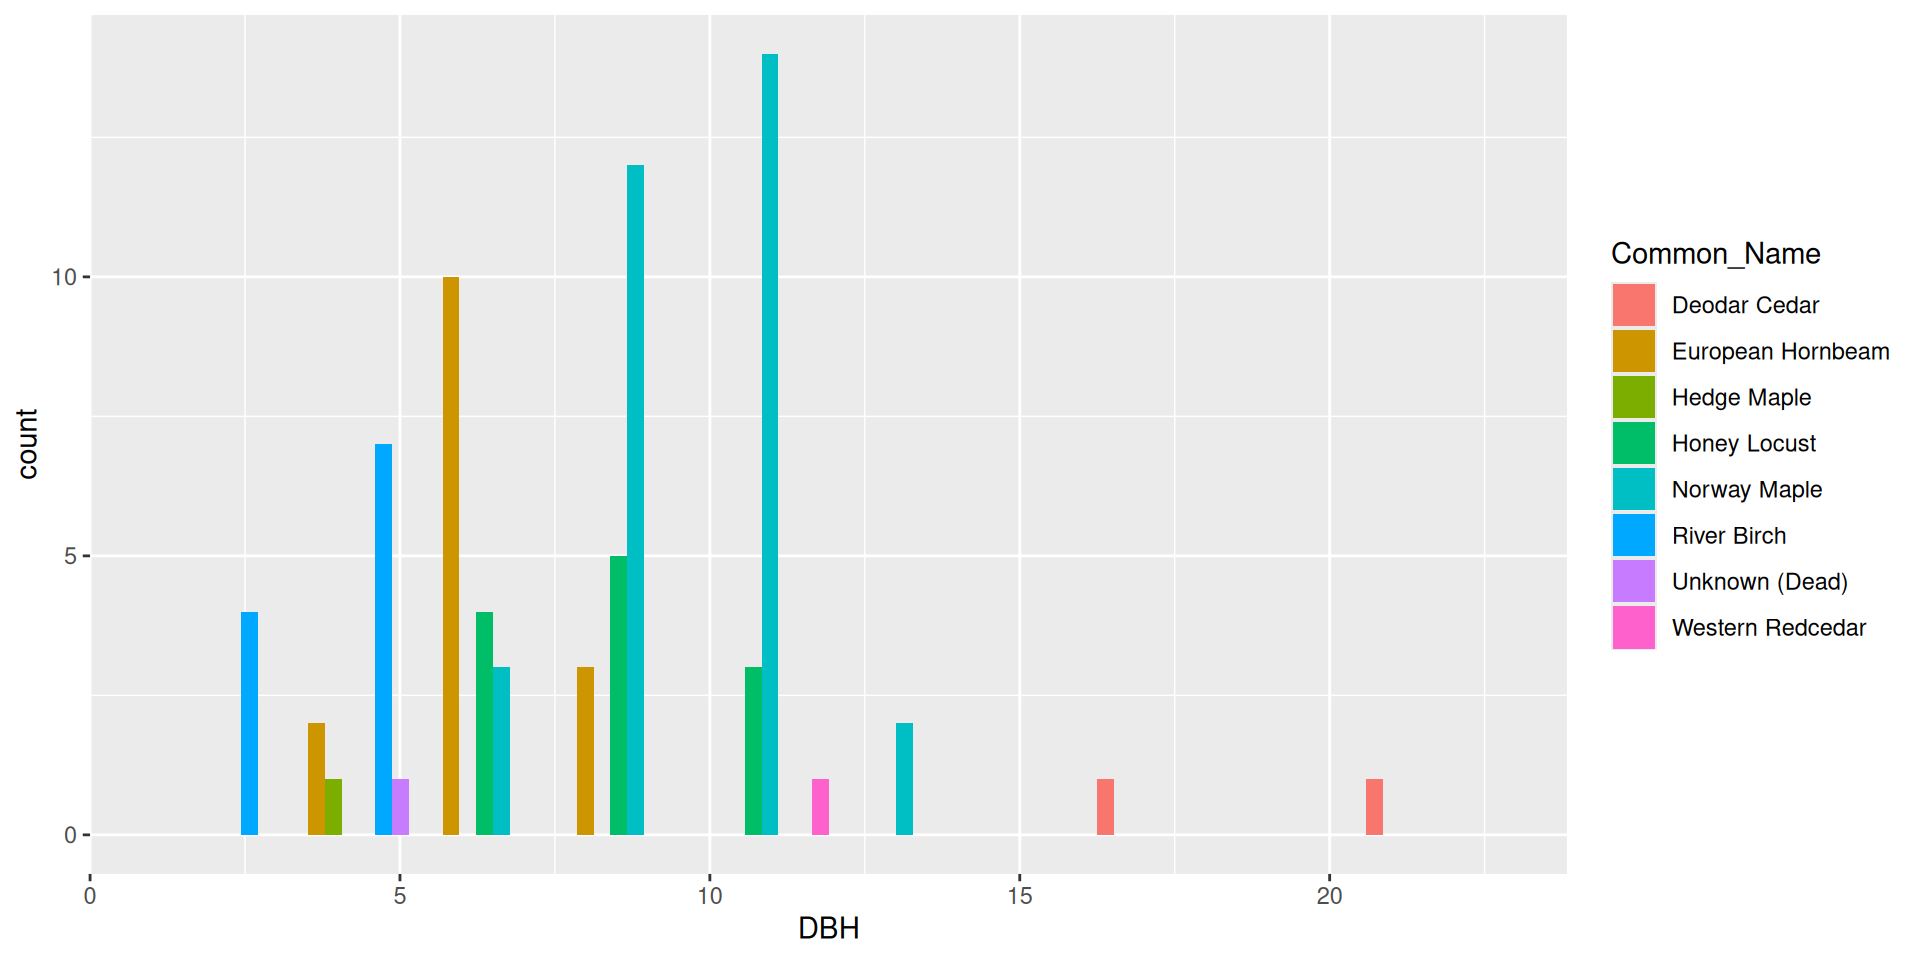 10
5
0
count
0
5
10
15
20
DBH
Common_Name
Deodar Cedar
European Hornbeam
Hedge Maple
Honey Locust
Norway Maple
River Birch
Unknown (Dead)
Western Redcedar